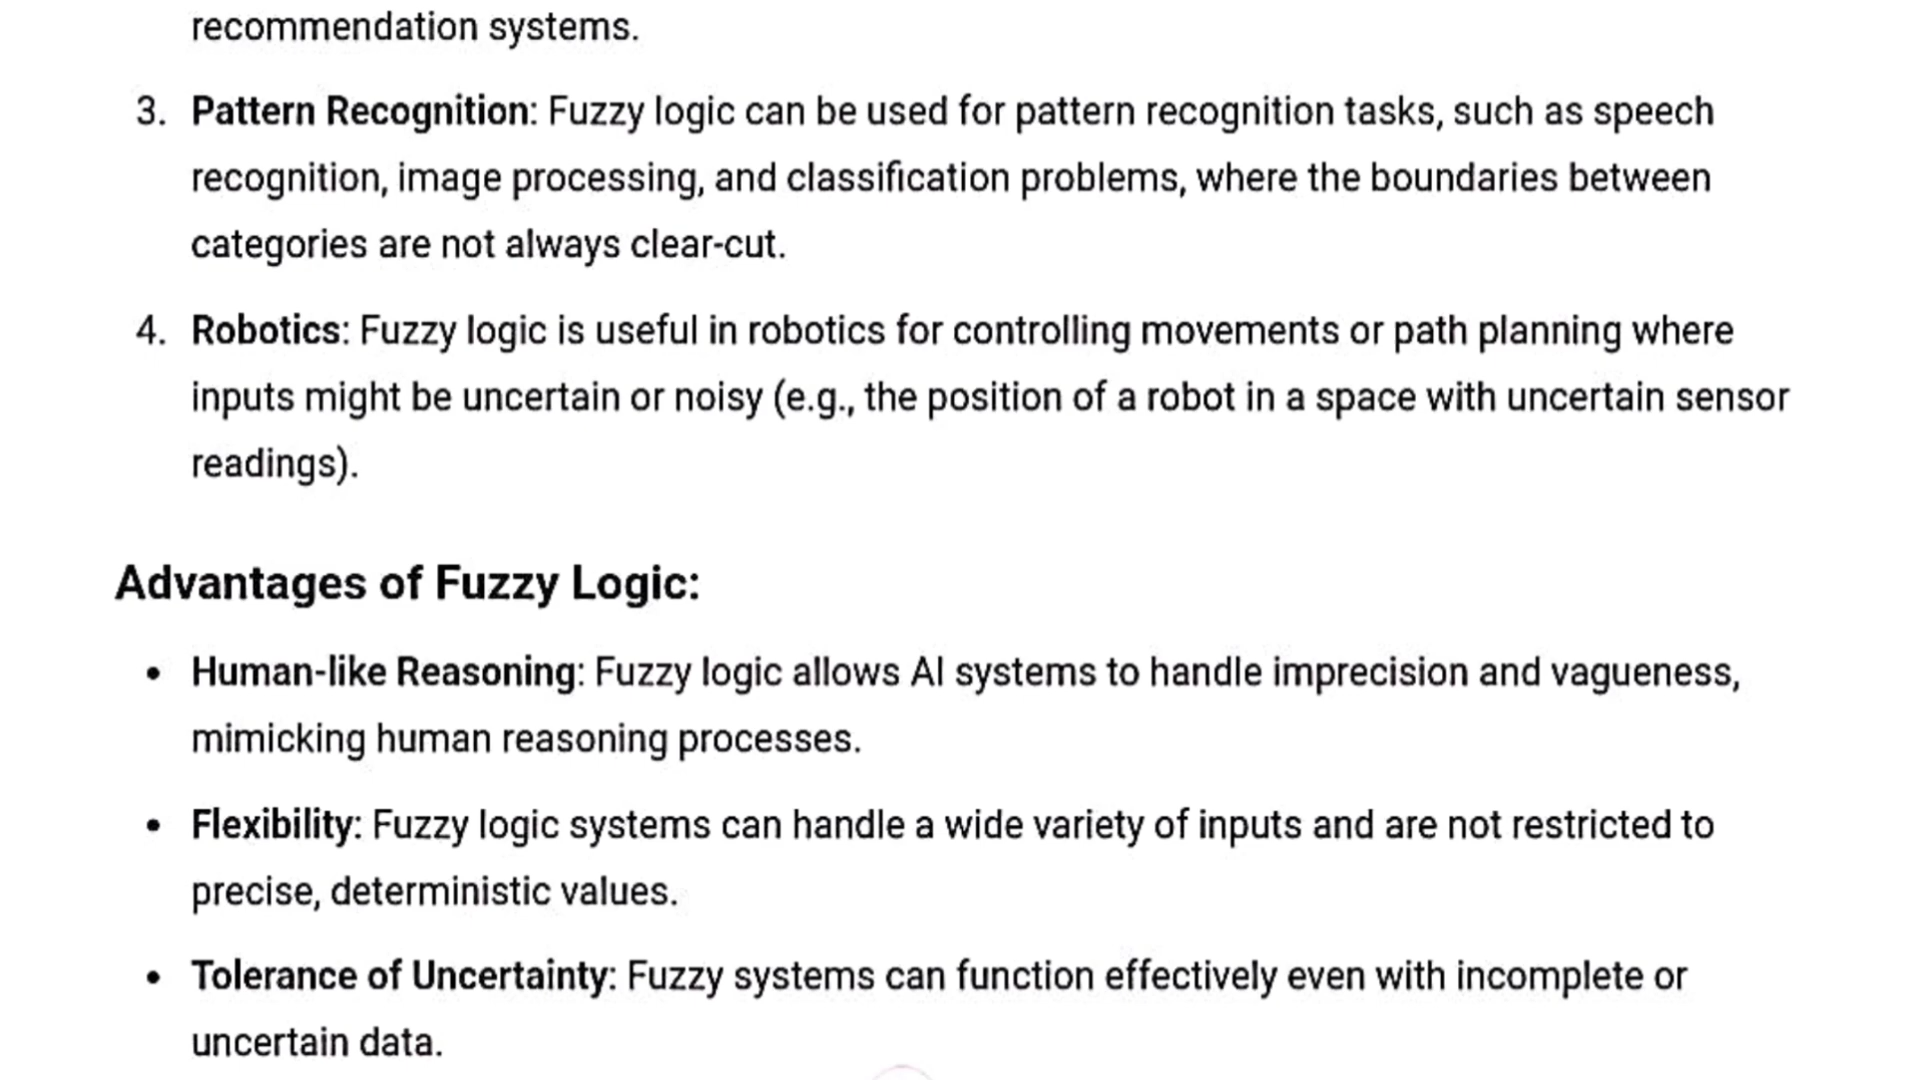 recommendation systems.
3. Pattern Recognition: Fuzzy logic can be used for pattern recognition tasks, such as speech
recognition, image processing, and classification problems, where the boundaries between
categories are not always clear-cut.
4. Robotics: Fuzzy logic is useful in robotics for controlling movements or path planning where
inputs might be uncertain or noisy (e.g., the position of a robot in a space with uncertain sensor
readings).
Advantages of Fuzzy Logic:
• Human-like Reasoning: Fuzzy logic allows AI systems to handle imprecision and vagueness,
mimicking human reasoning processes.
• Flexibility: Fuzzy logic systems can handle a wide variety of inputs and are not restricted to
precise, deterministic values.
• Tolerance of Uncertainty: Fuzzy systems can function effectively even with incomplete or
uncertain data.